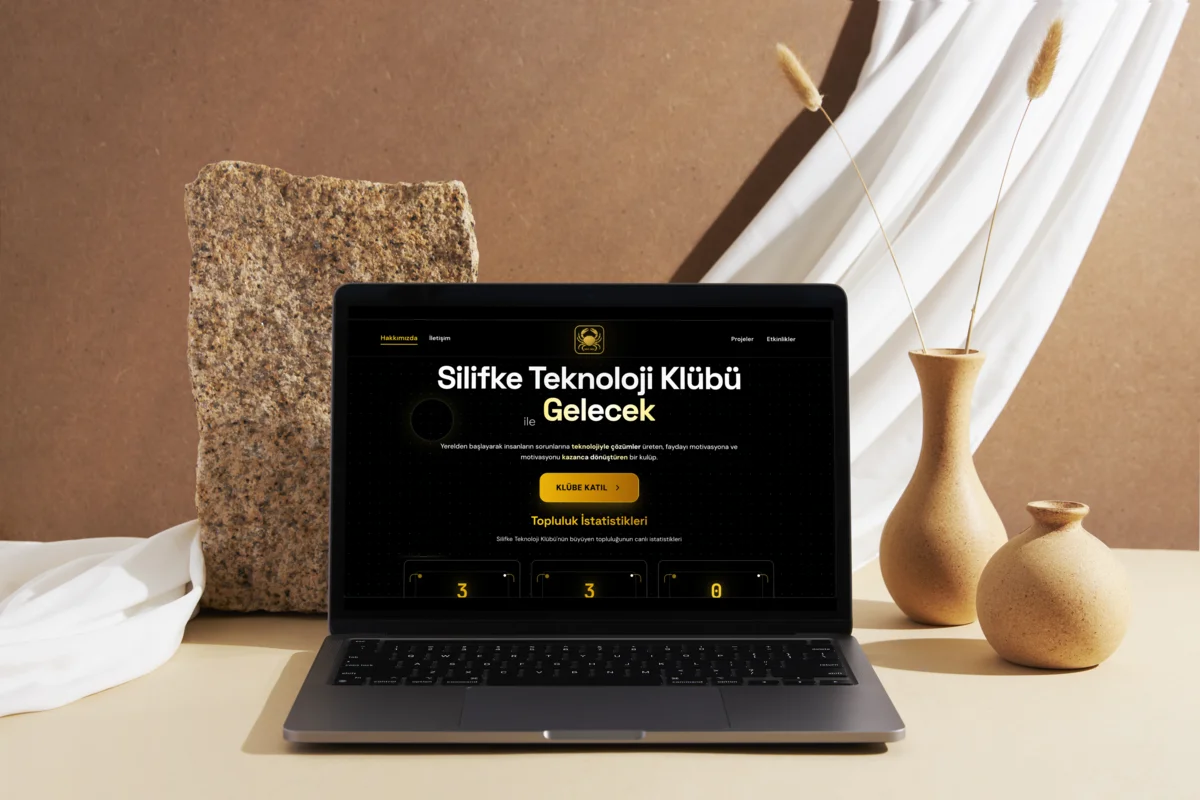 Hakkımızda İletişim Projeler Etkinlikler
Silifke Teknoloji Klübü
ile Gelecek
Yerelden başlayarak insanların sorunlarına teknolojiyle çözümler üreten, faydayı motivasyona ve
motivasyonu kazanca dönüştüren bir kulüp.
KLÜBE KATIL
Topluluk İstatistikleri
Silifke Teknoloji Klübü'nün büyüyen topluluğunun canlı istatistikleri
3 3 0